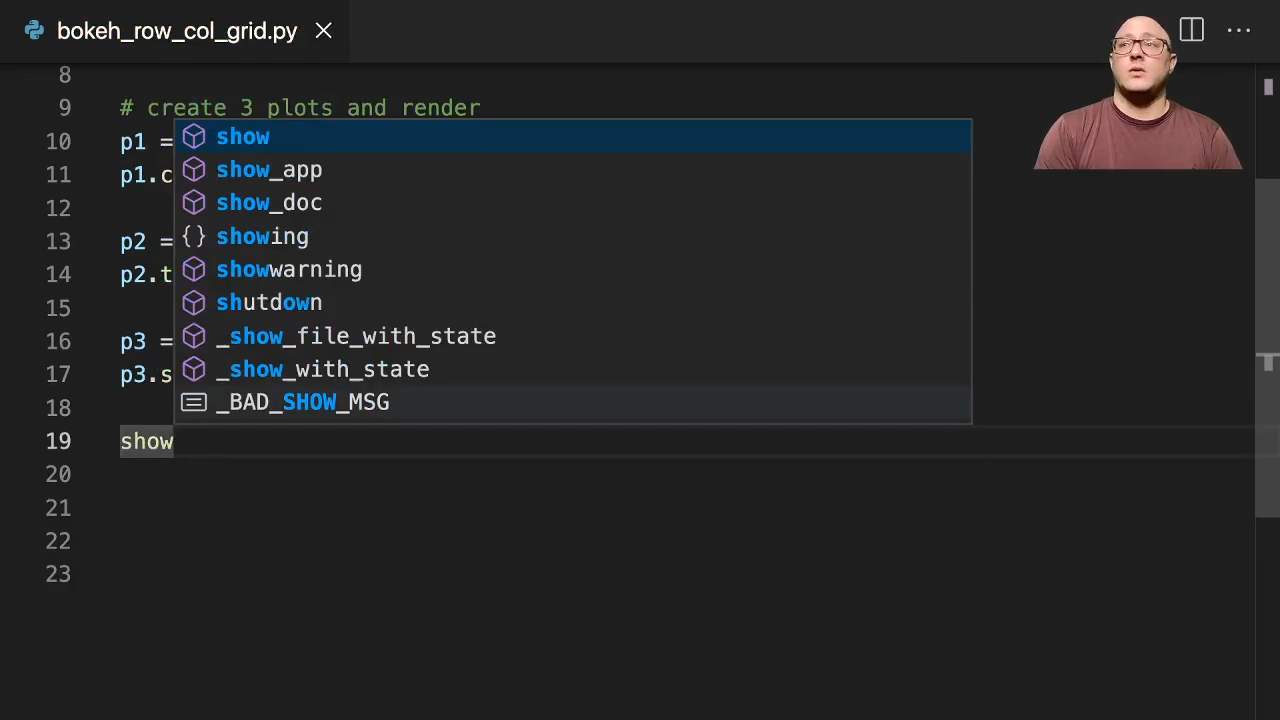 bokeh_row_col_grid.py
8
9 # create 3 plots and render
10 p1 =
show
11 p1.c
show_app
12
show_doc
13 p2 =
showing
14 p2.t
showwarning
15
shutdown
16 p3 =
_show_file_with_state
17 p3.s
_show_with_state
18
_BAD_SHOW_MSG
19 show
20
21
22
23